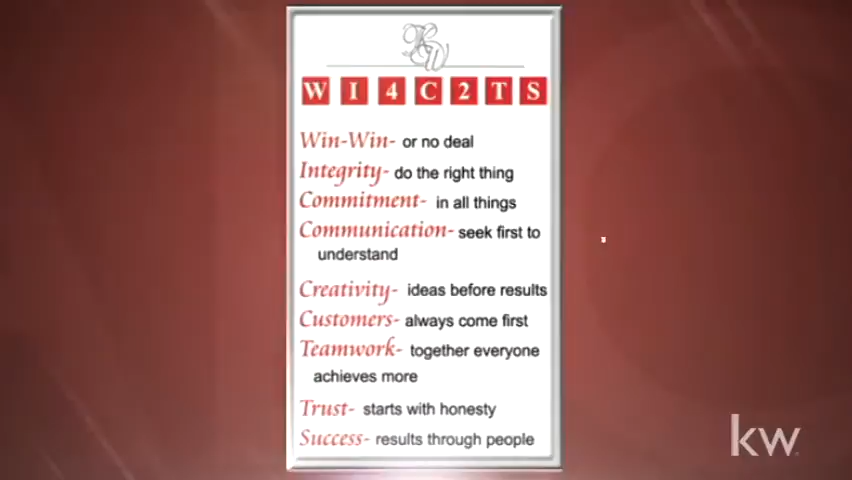 KW
W I 4 C 2 T S
Win-Win- or no deal
Integrity- do the right thing
Commitment- in all things
Communication- seek first to
understand
Creativity- ideas before results
Customers- always come first
Teamwork- together everyone
achieves more
Trust- starts with honesty
Success- results through people
kw